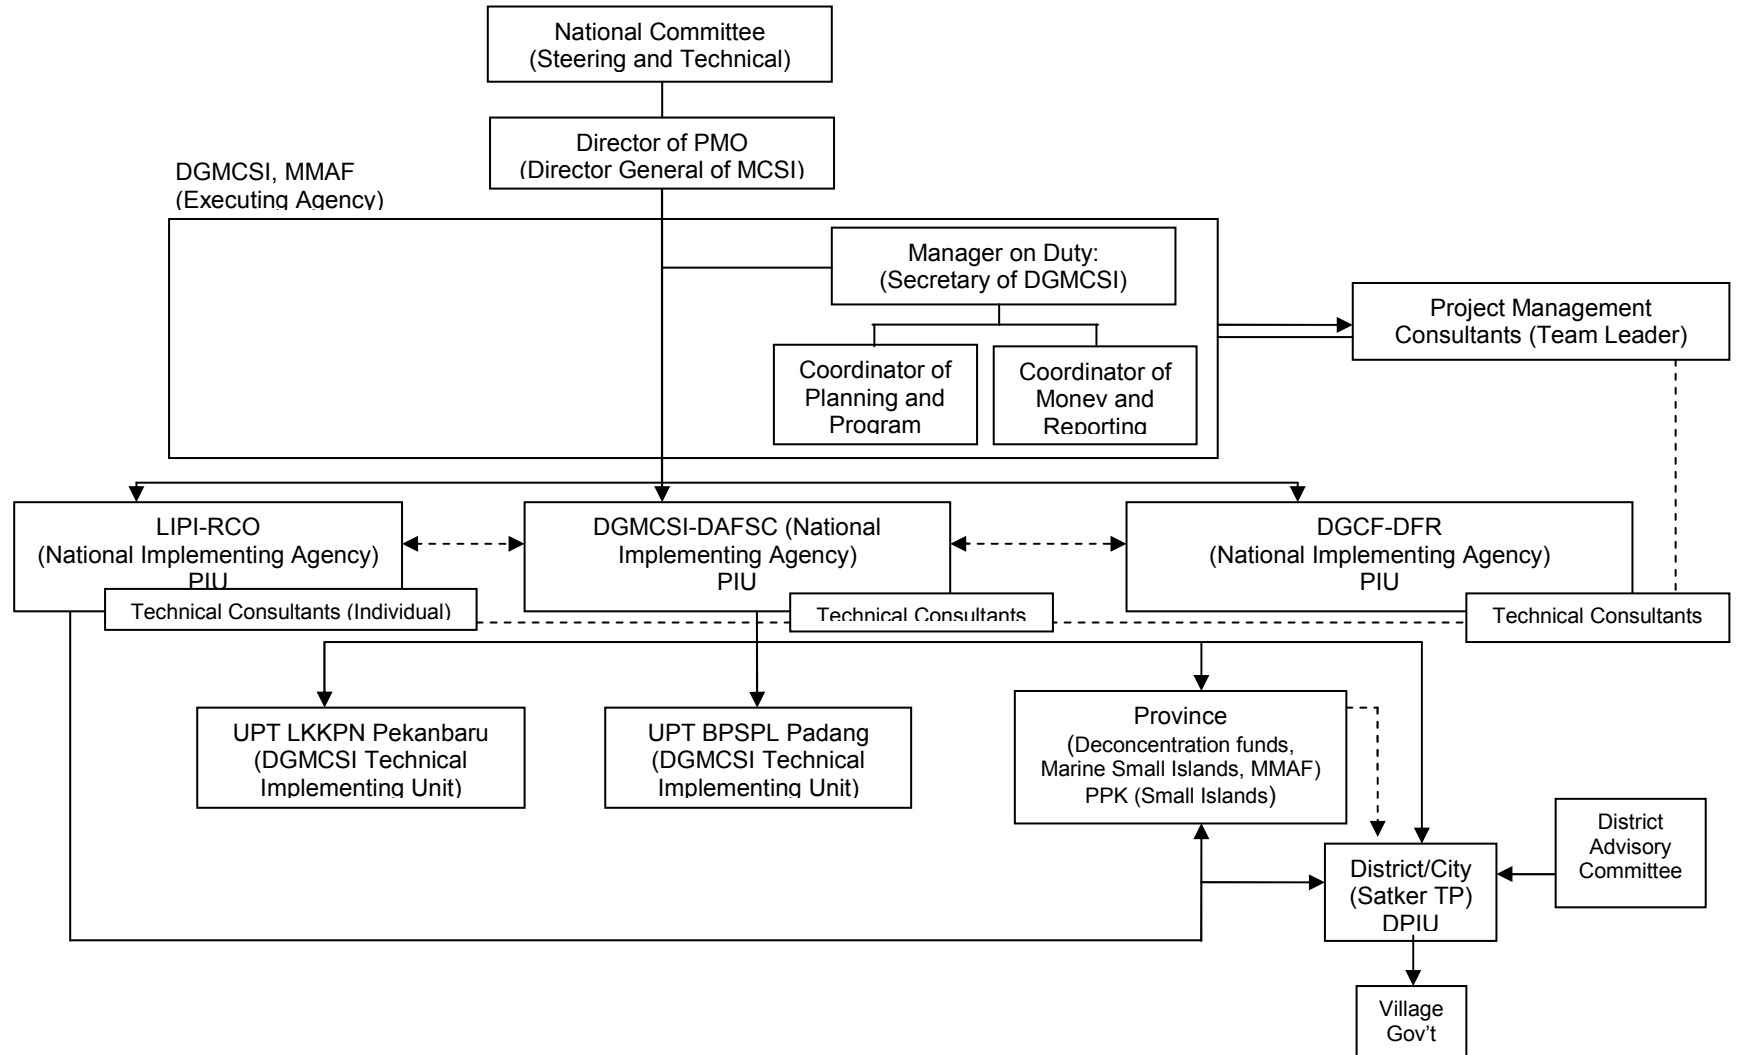 National Committee
(Steering and Technical)
Director of PMO
(Director General of MCSI)
DGMCSI, MMAF
(Executing Agency)
Manager on Duty:
(Secretary of DGMCSI)
Project Management
Consultants (Team Leader)
Coordinator of
Planning and
Program
Coordinator of
Monev and
Reporting
LIPI-RCO
(National Implementing Agency)
PIU
Technical Consultants (Individual)
DGMCSI-DAFSC (National
Implementing Agency)
PIU
Technical Consultants
DGCF-DFR
(National Implementing Agency)
PIU
Technical Consultants
UPT LKKPN Pekanbaru
(DGMCSI Technical
Implementing Unit)
UPT BPSPL Padang
(DGMCSI Technical
Implementing Unit)
Province
(Deconcentration funds,
Marine Small Islands, MMAF)
PPK (Small Islands)
District/City
(Satker TP)
DPIU
District
Advisory
Committee
Village
Gov't